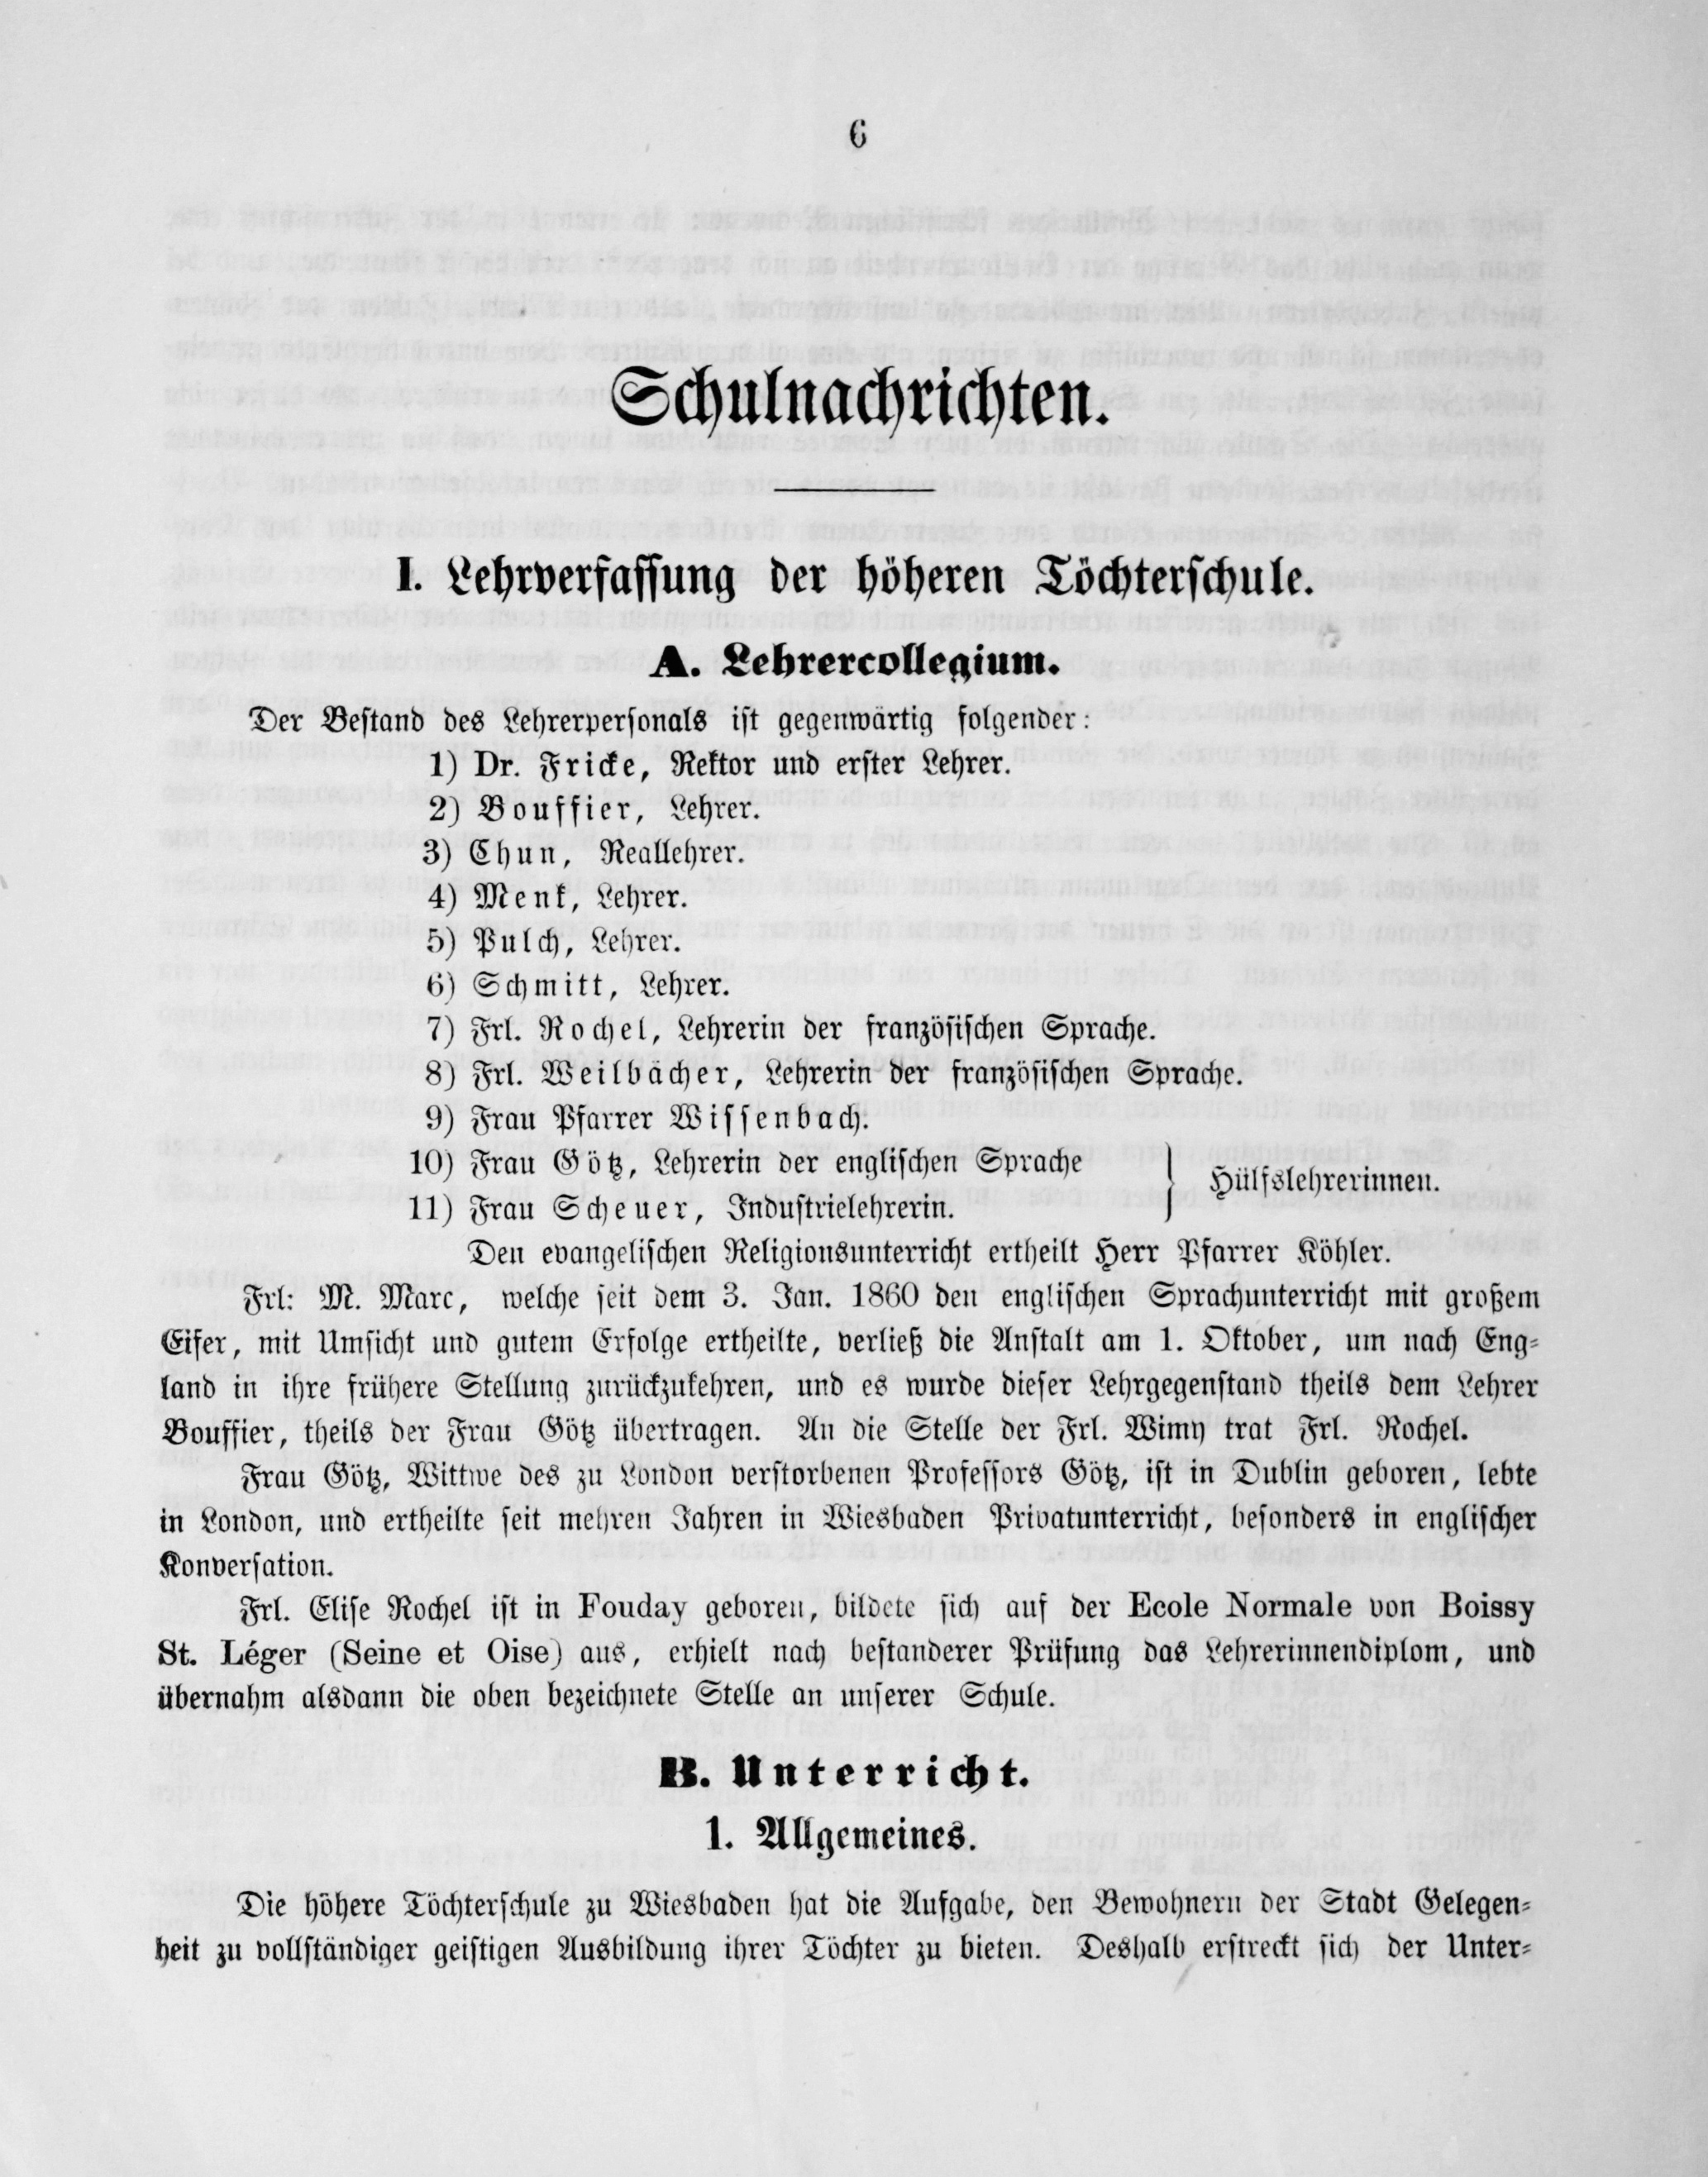 6
Schulnachrichten.
I. Lehrverfassung der höheren Töchterschule.
A. Lehrercollegium.
Der Bestand des Lehrerpersonals ist gegenwärtig folgender:
1) Dr. Fricke, Rektor und erster Lehrer.
2) Bouffier, Lehrer.
3) Chun, Reallehrer.
4) Menk, Lehrer.
5) Pulch, Lehrer.
6) Schmitt, Lehrer.
7) Frl. Rochel, Lehrerin der französischen Sprache.
8) Frl. Weilbächer, Lehrerin der französischen Sprache.
9) Frau Pfarrer Wissenbach.
10) Frau Götz, Lehrerin der englischen Sprache
11) Frau Scheuer, Industrielehrerin.
} Hülfslehrerinnen.
Den evangelischen Religionsunterricht ertheilt Herr Pfarrer Köhler.
Frl: M. Marc, welche seit dem 3. Jan. 1860 den englischen Sprachunterricht mit großem
Eifer, mit Umsicht und gutem Erfolge ertheilte, verließ die Anstalt am 1. Oktober, um nach Eng-
land in ihre frühere Stellung zurückzukehren, und es wurde dieser Lehrgegenstand theils dem Lehrer
Bouffier, theils der Frau Götz übertragen. An die Stelle der Frl. Wimy trat Frl. Rochel.
Frau Götz, Wittwe des zu London verstorbenen Professors Götz, ist in Dublin geboren, lebte
in London, und ertheilte seit mehren Jahren in Wiesbaden Privatunterricht, besonders in englischer
Konversation.
Frl. Elise Rochel ist in Fouday geboren, bildete sich auf der Ecole Normale von Boissy
St. Léger (Seine et Oise) aus, erhielt nach bestanderer Prüfung das Lehrerinnendiplom, und
übernahm alsdann die oben bezeichnete Stelle an unserer Schule.
B. Unterricht.
1. Allgemeines.
Die höhere Töchterschule zu Wiesbaden hat die Aufgabe, den Bewohnern der Stadt Gelegen-
heit zu vollständiger geistigen Ausbildung ihrer Töchter zu bieten. Deshalb erstreckt sich der Unter-